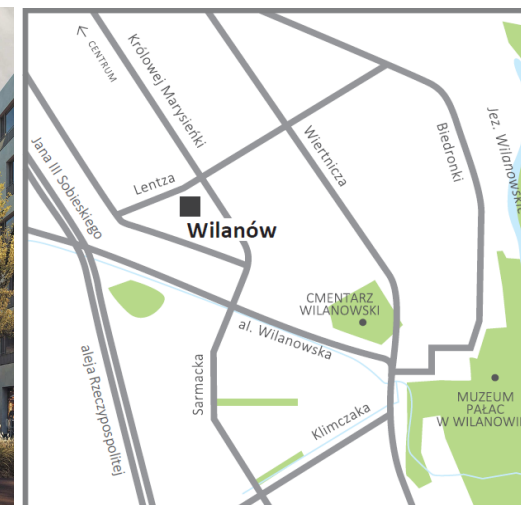 ← CENTRUM
Królowej Marysieńki
Jana III Sobieskiego
Lentza
Wiertnicza
Biedronki
Jez. Wilanowski
Wilanów
CMENTARZ
WILANOWSKI
al. Wilanowska
aleja Rzeczypospolitej
Sarmacka
Klimczaka
MUZEUM
PAŁAC
W WILANOWIE